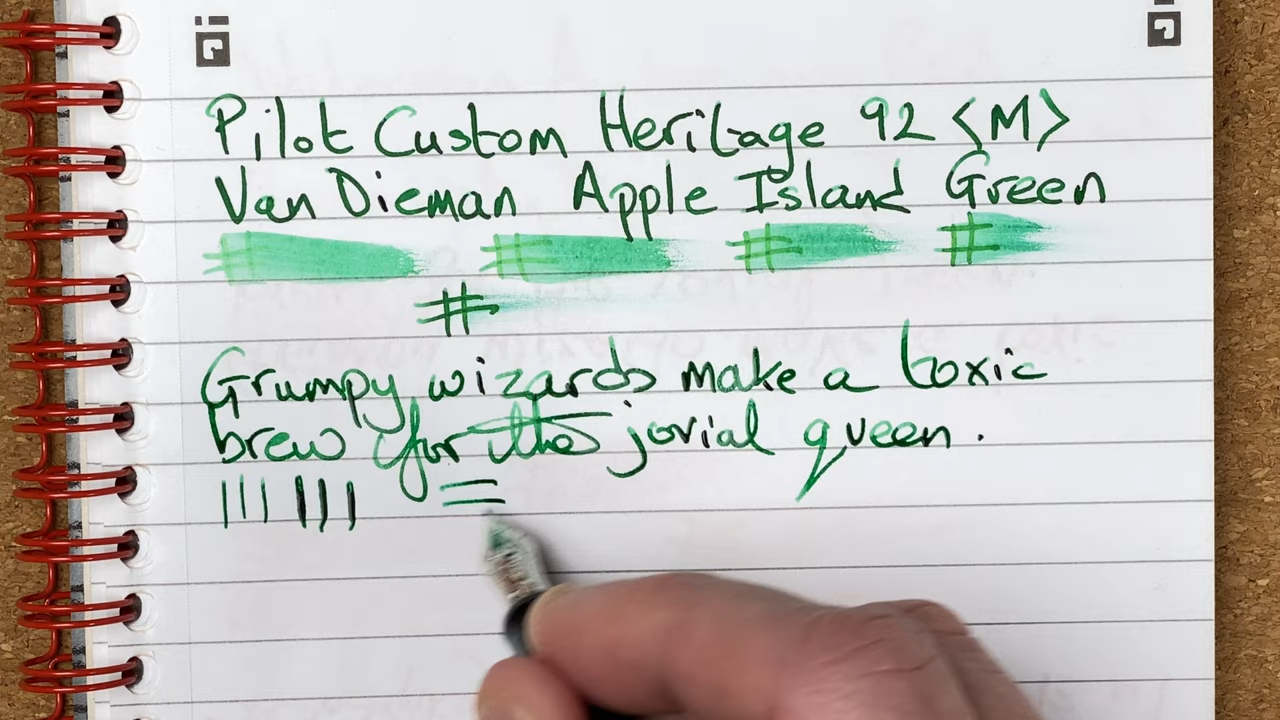 Pilot Custom Heritage 92 <M>
Van Dieman Apple Island Green
Grumpy wizards make a toxic
brew for the jovial queen.